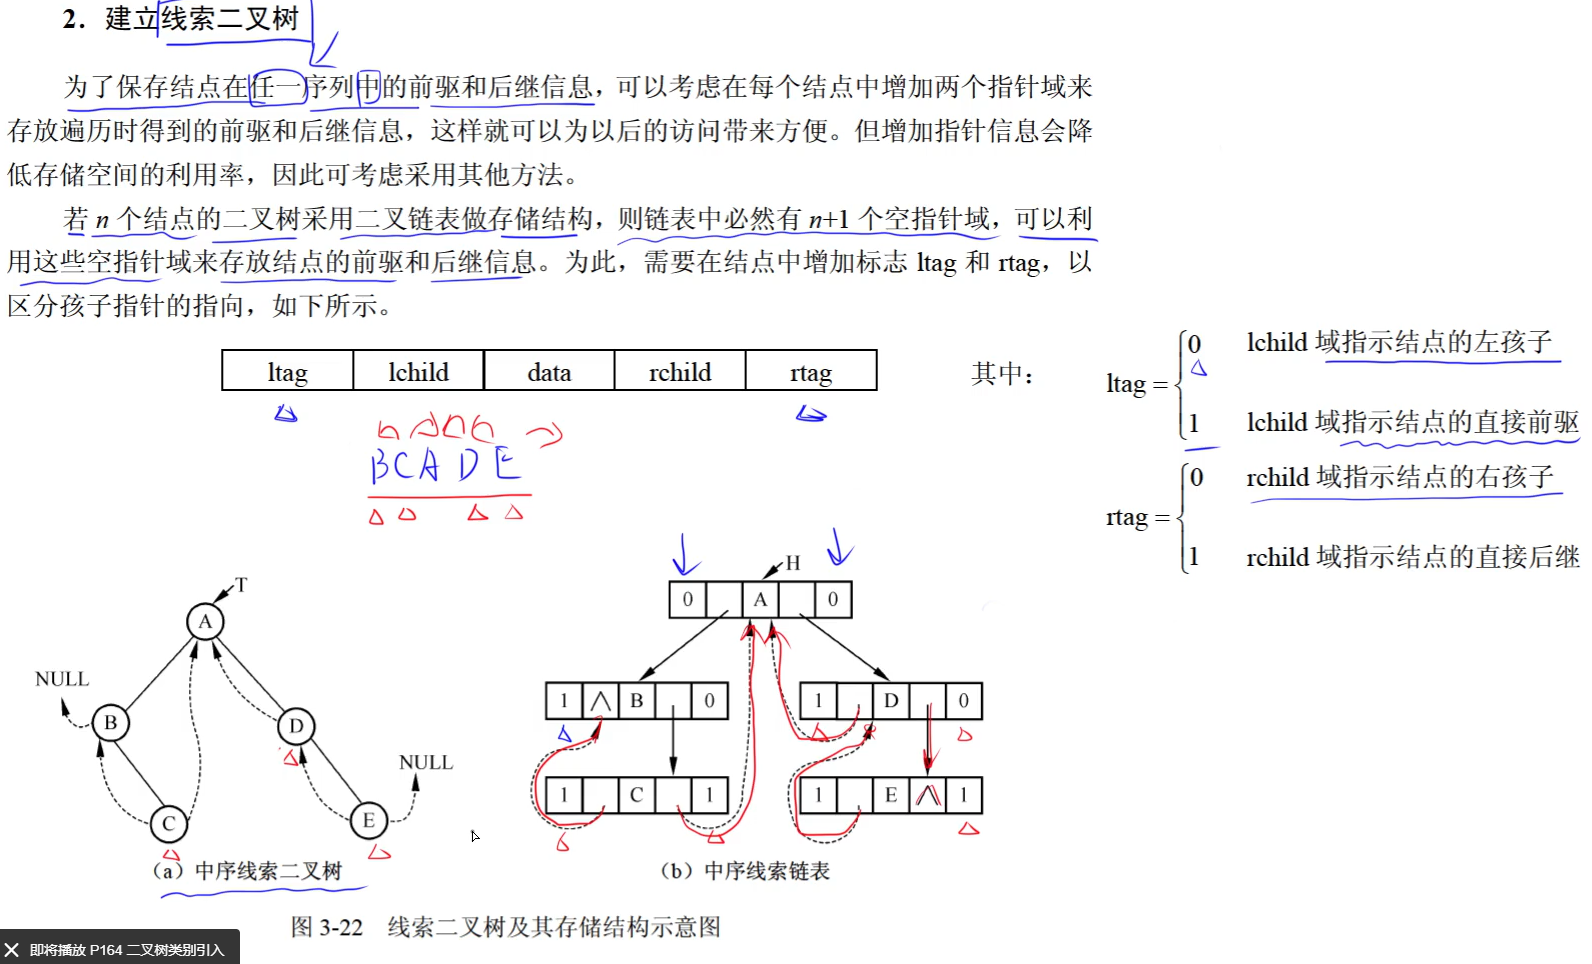 2．建立线索二叉树
为了保存结点在任一序列中的前驱和后继信息，可以考虑在每个结点中增加两个指针域来
存放遍历时得到的前驱和后继信息，这样就可以为以后的访问带来方便。但增加指针信息会降
低存储空间的利用率，因此可考虑采用其他方法。
若 n 个结点的二叉树采用二叉链表做存储结构，则链表中必然有 n+1 个空指针域，可以利
用这些空指针域来存放结点的前驱和后继信息。为此，需要在结点中增加标志 ltag 和 rtag，以
区分孩子指针的指向，如下所示。
ltag lchild data rchild rtag
其中：
ltag =
0 lchild 域指示结点的左孩子
1 lchild 域指示结点的直接前驱
rtag =
0 rchild 域指示结点的右孩子
1 rchild 域指示结点的直接后继
B C A D E
T
A
NULL
B
D
NULL
C
E
（a）中序线索二叉树
H
0 A 0
1 ∧ B 0
1 D 0
1 C 1
1 E ∧ 1
（b）中序线索链表
图 3-22 线索二叉树及其存储结构示意图
即将播放 P164 二叉树类别引入